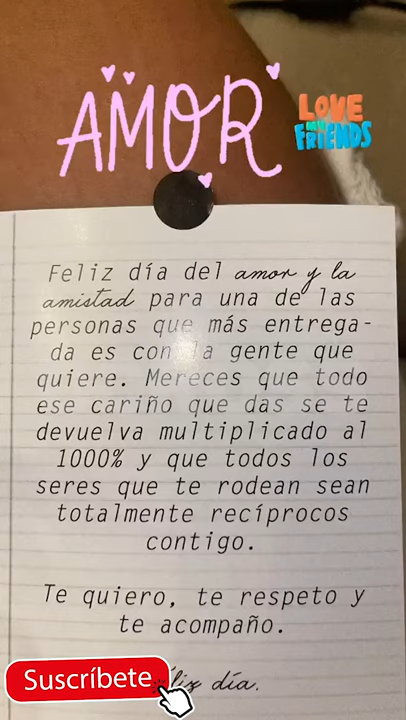 AMOR
LOVE
MY
FRIENDS
Feliz día del amor y la
amistad para una de las
personas que más entrega-
da es con la gente que
quiere. Mereces que todo
ese cariño que das se te
devuelva multiplicado al
1000% y que todos los
seres que te rodean sean
totalmente recíprocos
contigo.
Te quiero, te respeto y
te acompaño.
día.
Suscríbete